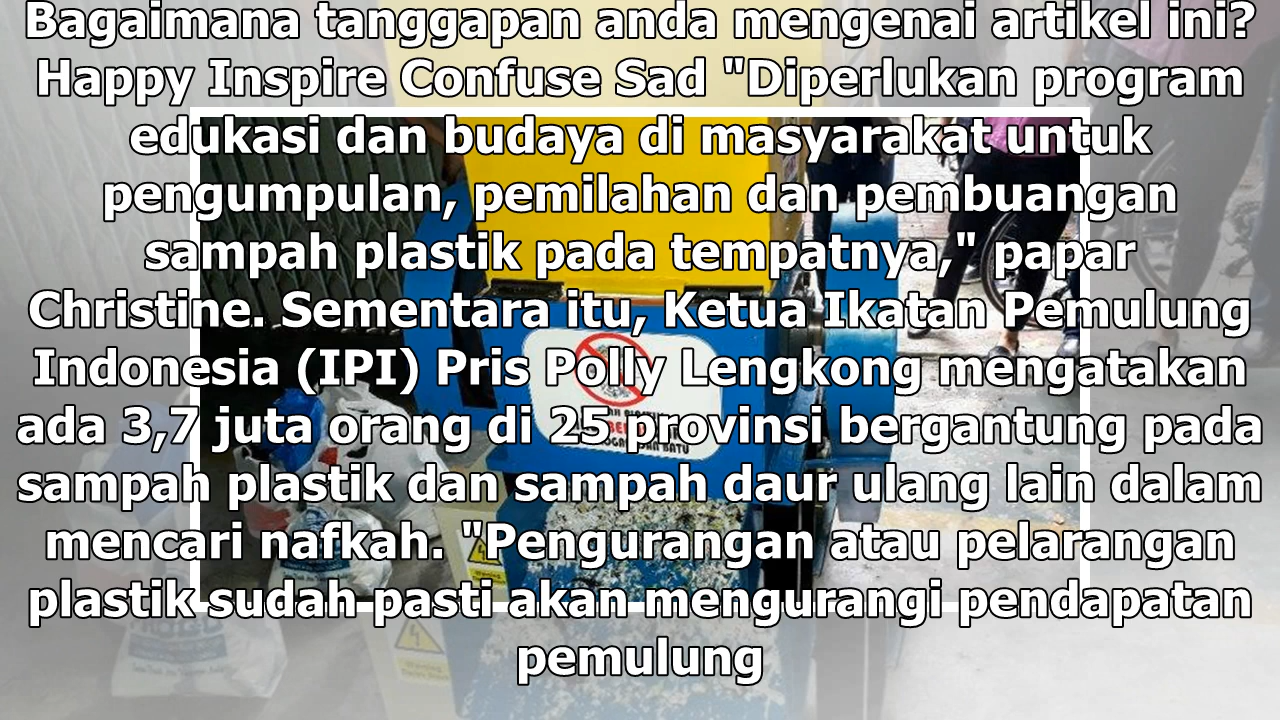 Bagaimana tanggapan anda mengenai artikel ini?
Happy Inspire Confuse Sad "Diperlukan program
edukasi dan budaya di masyarakat untuk
pengumpulan, pemilahan dan pembuangan
sampah plastik pada tempatnya," papar
Christine. Sementara itu, Ketua Ikatan Pemulung
Indonesia (IPI) Pris Polly Lengkong mengatakan
ada 3,7 juta orang di 25 provinsi bergantung pada
sampah plastik dan sampah daur ulang lain dalam
mencari nafkah. "Pengurangan atau pelarangan
plastik sudah pasti akan mengurangi pendapatan
pemulung
DAN BATU
Warning